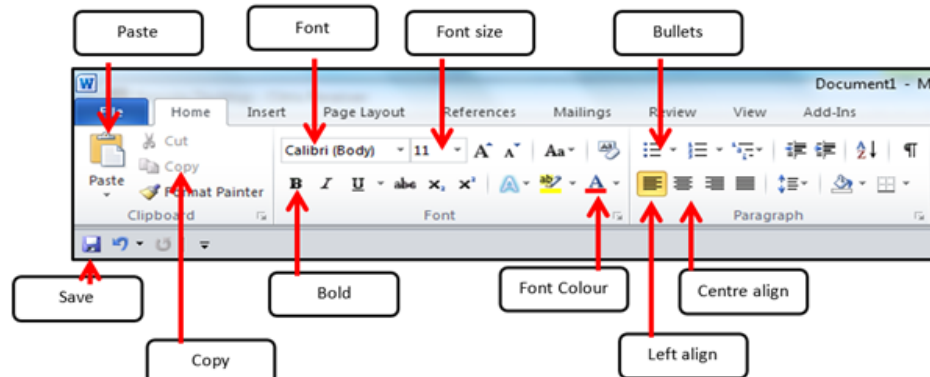 Paste
Font
Font size
Bullets
W
Document1 - M
File Home Insert Page Layout References Mailings Review View Add-Ins
Cut
Copy
Paste
Format Painter
Calibri (Body) 11 A A Aa
B I U abc x₂ x² A ab A
Clipboard Font Paragraph
Save
Bold
Font Colour
Centre align
Copy
Left align